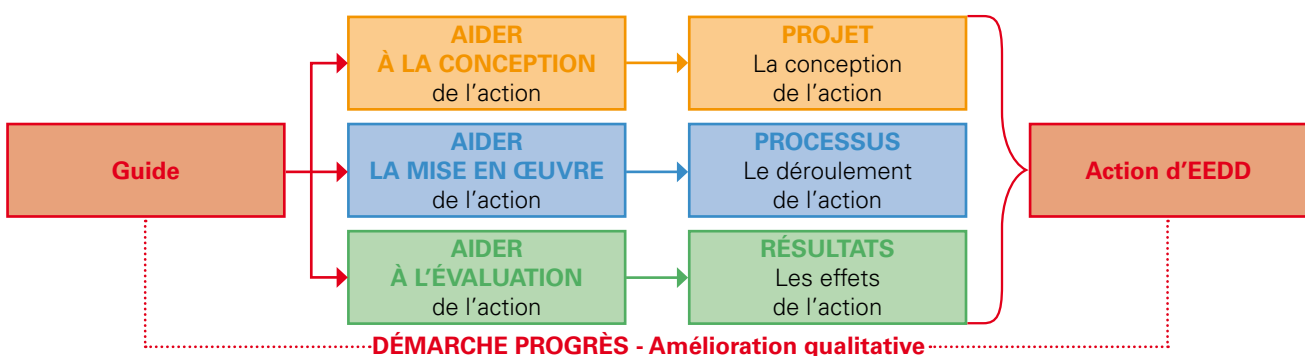 Guide
AIDER
À LA CONCEPTION
de l’action
PROJET
La conception
de l’action
AIDER
LA MISE EN ŒUVRE
de l’action
PROCESSUS
Le déroulement
de l’action
AIDER
À L’ÉVALUATION
de l’action
RÉSULTATS
Les effets
de l’action
Action d’EEDD
DÉMARCHE PROGRÈS - Amélioration qualitative